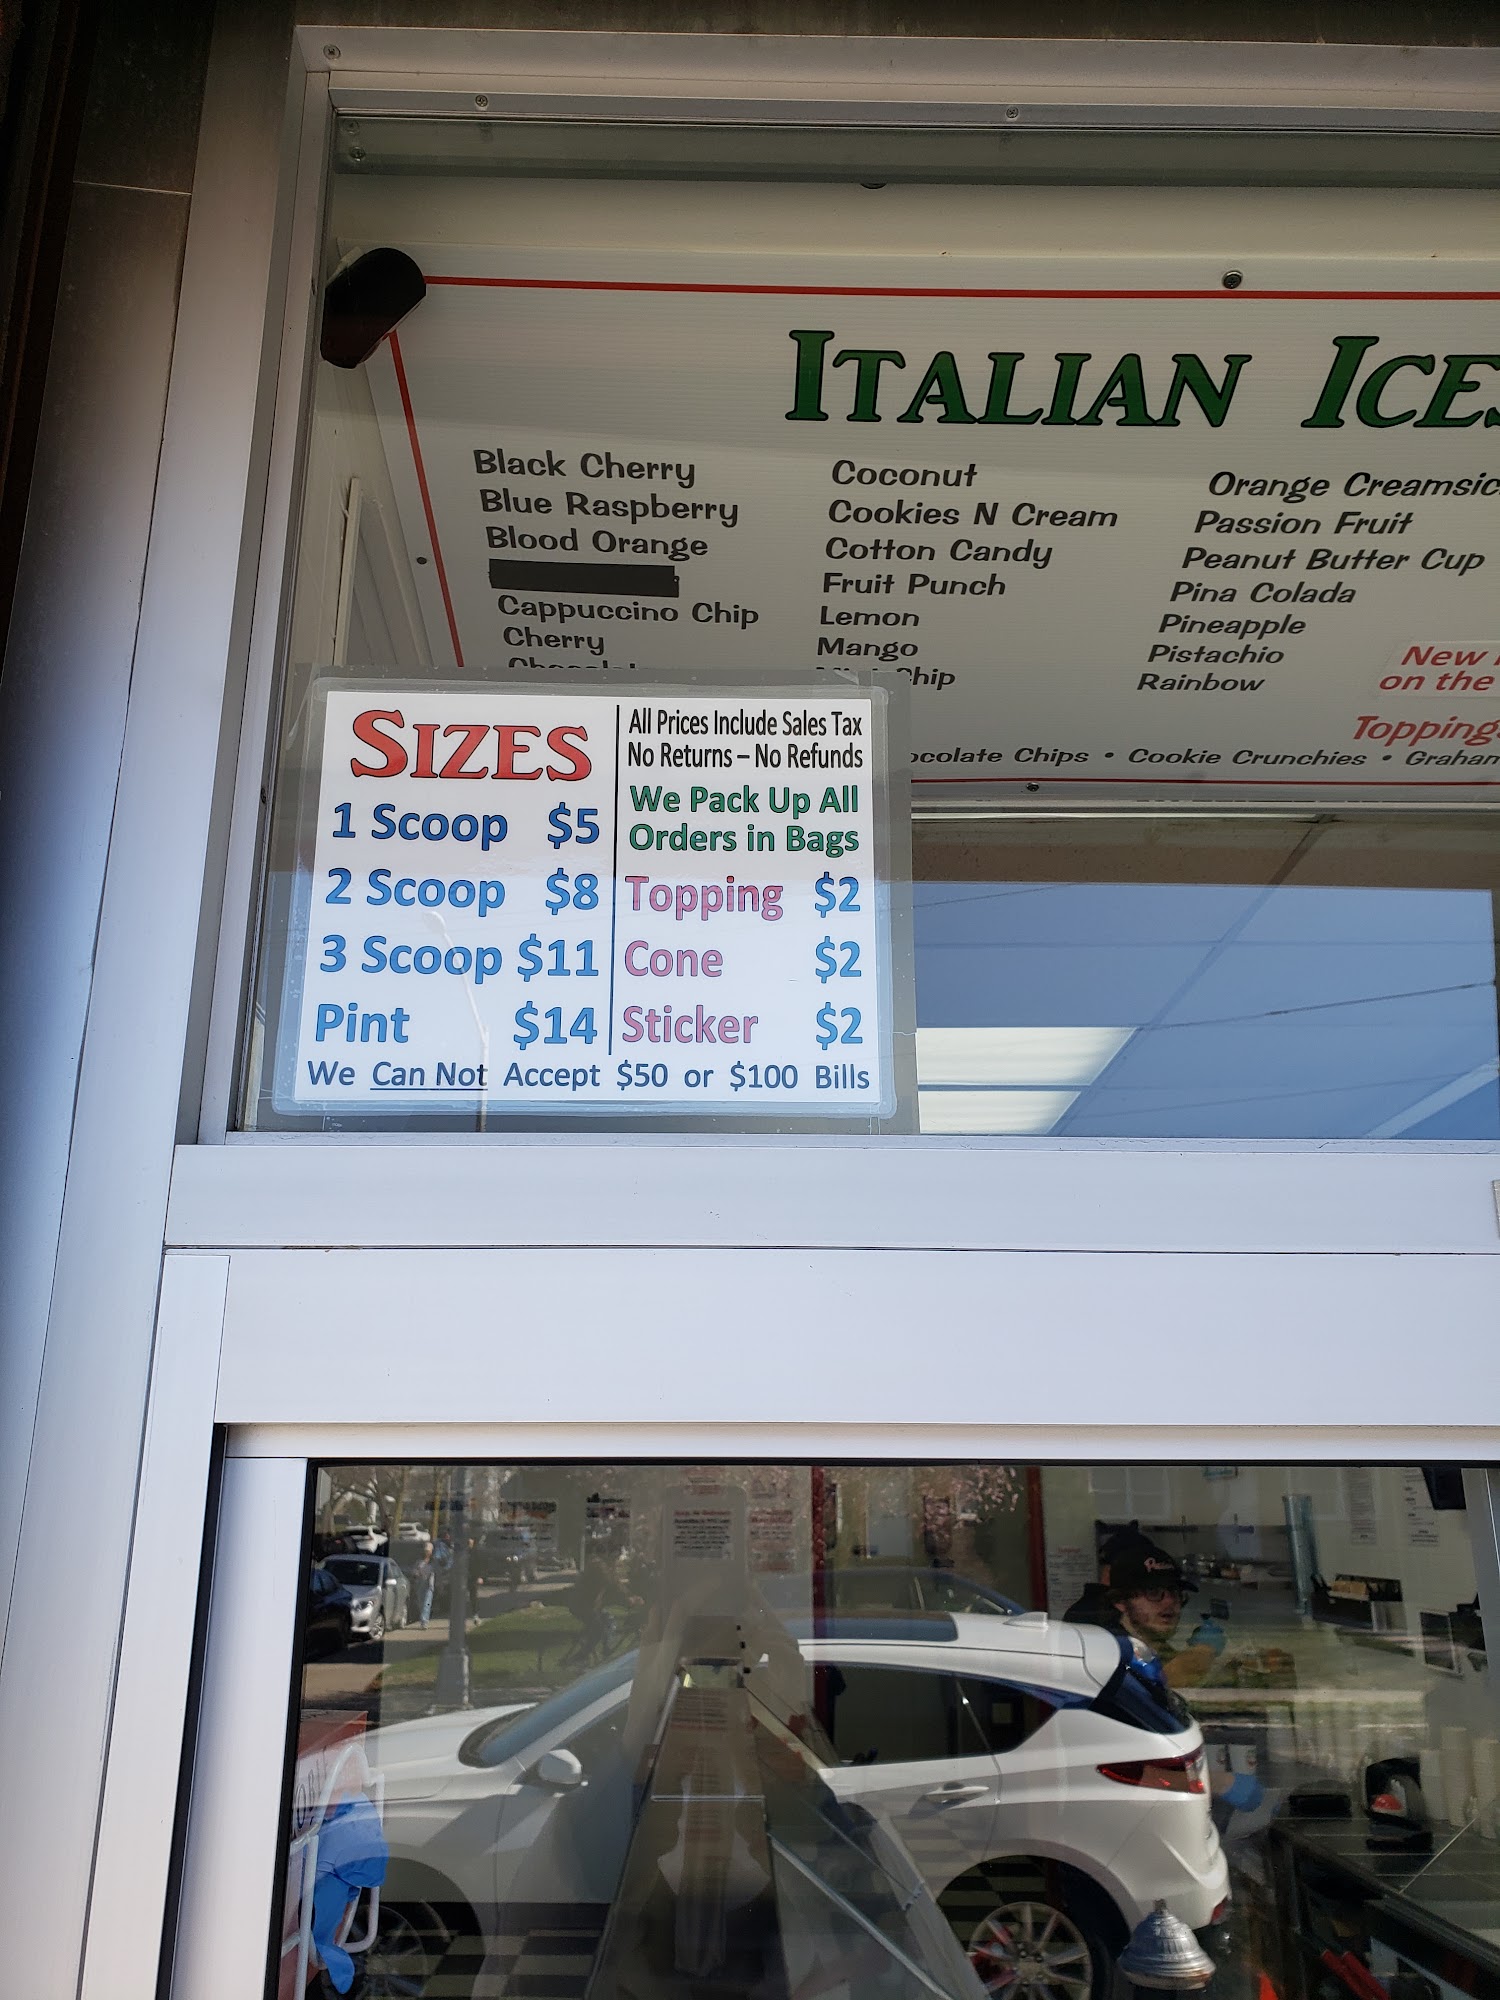 ITALIAN ICES
Black Cherry
Blue Raspberry
Blood Orange
Cappuccino Chip
Cherry
Coconut
Cookies N Cream
Cotton Candy
Fruit Punch
Lemon
Mango
Chip
Orange
Passion Fruit
Peanut Butter Cup
Pina Colada
Pineapple
Pistachio
Rainbow
New
on the
Chips • Cookie Crunchies •
SIZES
1 Scoop $5
2 Scoop $8
3 Scoop $11
Pint $14
All Prices Include Sales Tax
No Returns – No Refunds
We Pack Up All
Orders in Bags
Topping $2
Cone $2
Sticker $2
We Can Not Accept $50 or $100 Bills